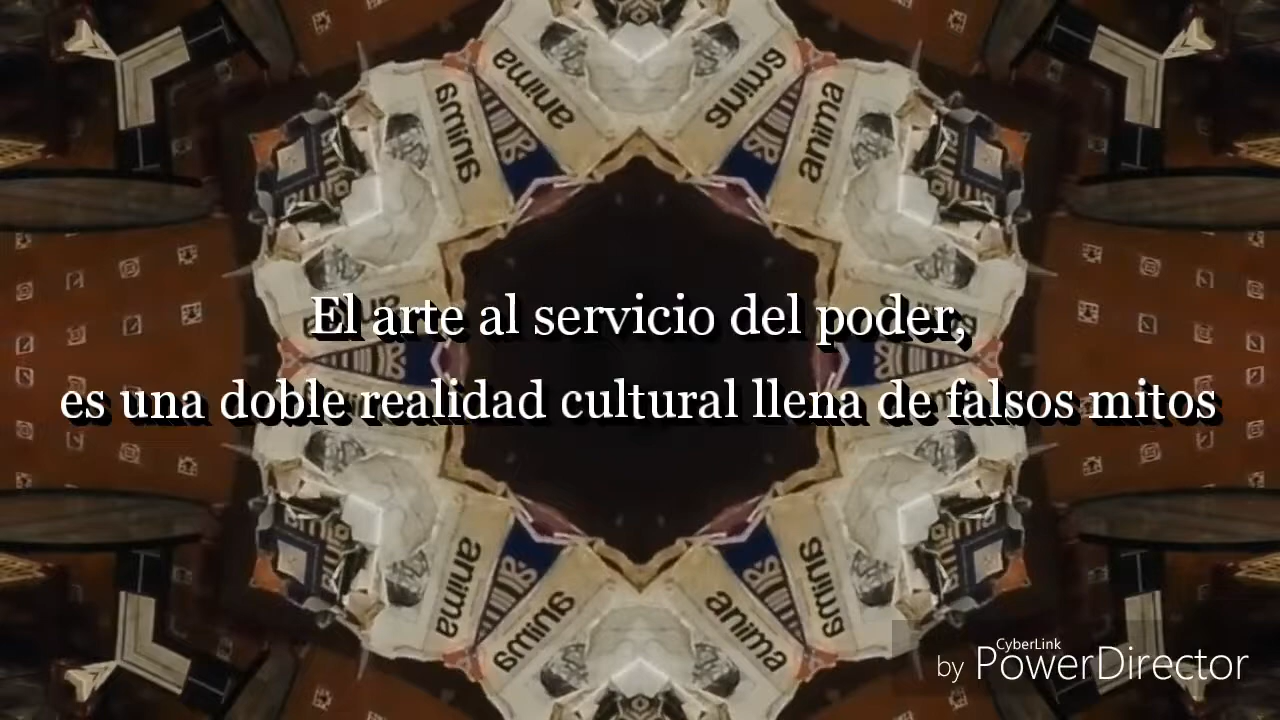 anima
anima
anima
anima
El arte al servicio del poder,
es una doble realidad cultural llena de falsos mitos
anima
anima
anima
CyberLink
by PowerDirector